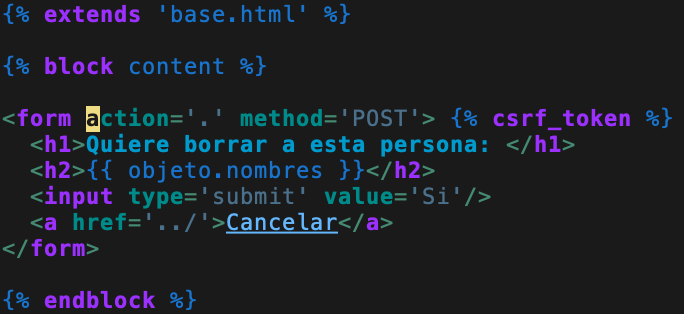 {% extends 'base.html' %}
{% block content %}
<form action='.' method='POST'> {% csrf_token %}
<h1>Quiere borrar a esta persona: </h1>
<h2>{{ objeto.nombres }}</h2>
<input type='submit' value='Si'/>
<a href='../'>Cancelar</a>
</form>
{% endblock %}